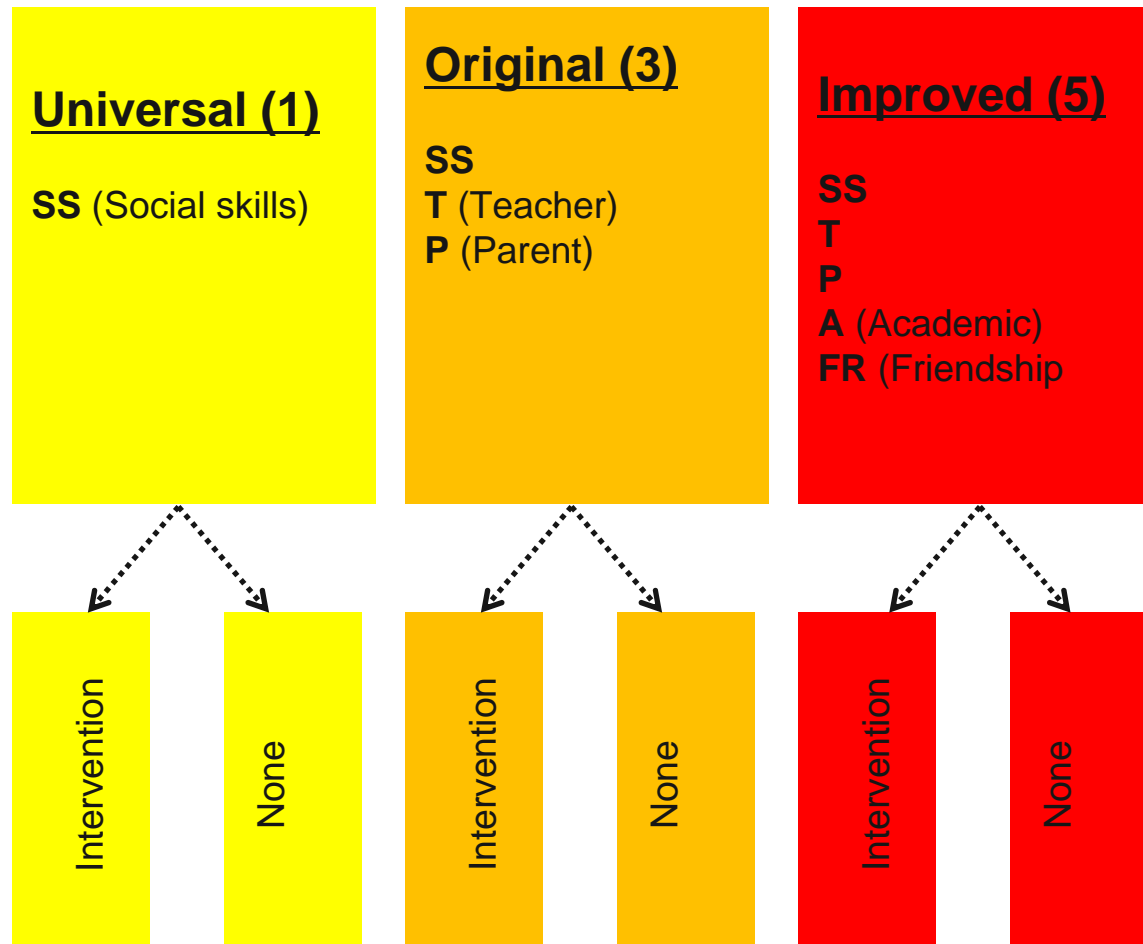 Universal (1)
SS (Social skills)
Original (3)
SS
T (Teacher)
P (Parent)
Improved (5)
SS
T
P
A (Academic)
FR (Friendship
Intervention
None
Intervention
None
Intervention
None